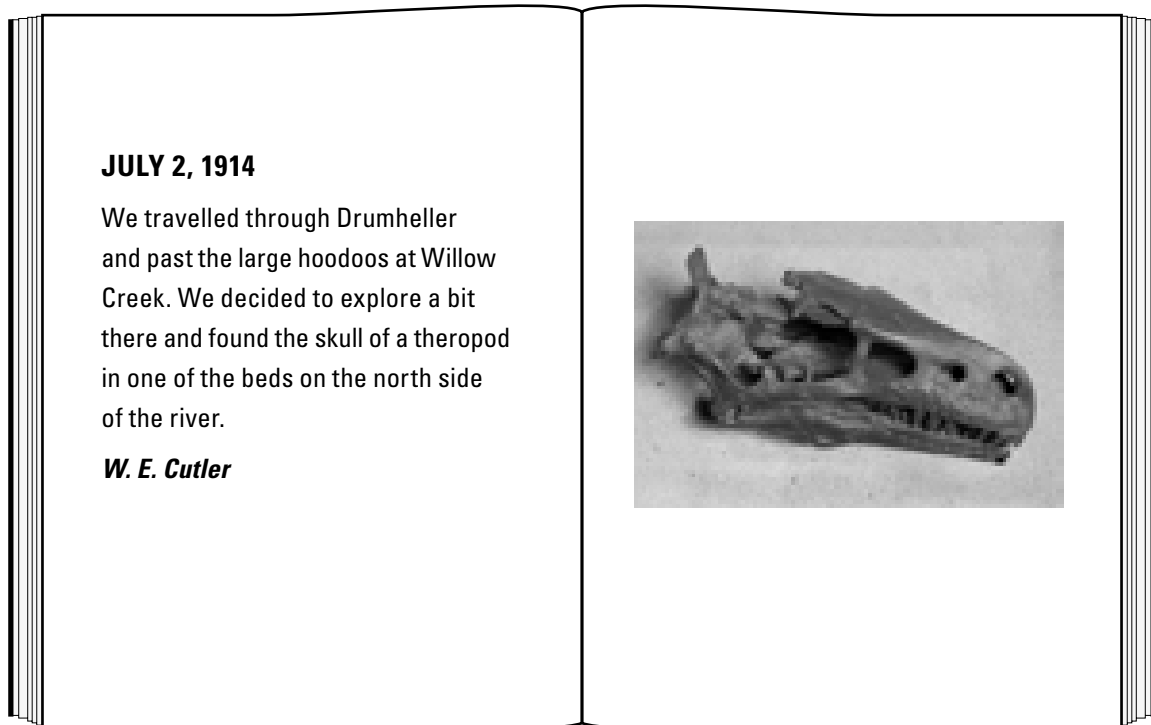 JULY 2, 1914
We travelled through Drumheller
and past the large hoodoos at Willow
Creek. We decided to explore a bit
there and found the skull of a theropod
in one of the beds on the north side
of the river.
W. E. Cutler